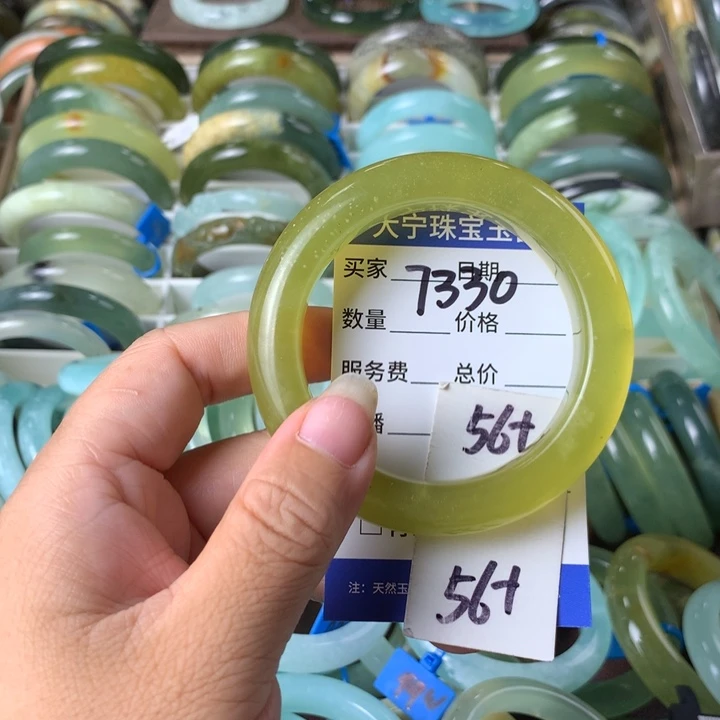 大宁珠宝玉
买家 日期
7330
数量 价格
服务费 总价
播
56+
56+
注：天然玉